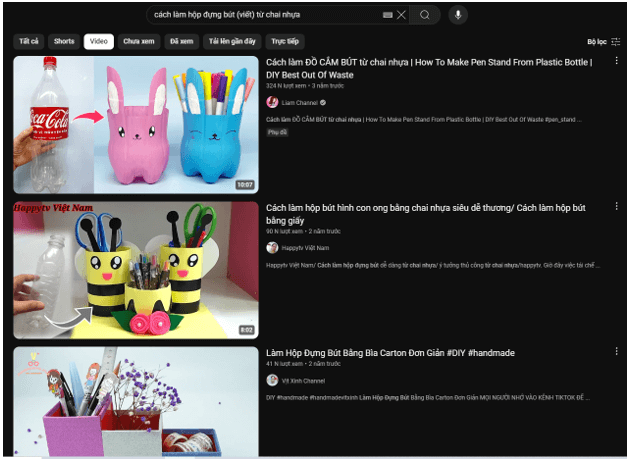 cách làm hộp đựng bút (viết) từ chai nhựa
Tất cả Shorts Video Chưa xem Đã xem Tải lên gần đây Trực tiếp Bộ lọc
Coca-Cola
10:07
Cách làm ĐỒ CẮM BÚT từ chai nhựa | How To Make Pen Stand From Plastic Bottle |
DIY Best Out Of Waste
324 N lượt xem • 3 năm trước
Liam Channel
Cách làm ĐỒ CẮM BÚT từ chai nhựa | How To Make Pen Stand From Plastic Bottle | DIY Best Out Of Waste #pen_stand ...
Phụ đề
Happytv Việt Nam
8:02
Cách làm hộp bút hình con ong bằng chai nhựa siêu dễ thương/ Cách làm hộp bút
bằng giấy
90 N lượt xem • 2 năm trước
Happytv Việt Nam
Happytv Việt Nam/ Cách làm hộp đựng bút dễ dàng từ chai nhựa/ ý tưởng thủ công từ chai nhựa/happytv. Giờ đây việc tái chế ...
Làm Hộp Đựng Bút Bằng Bìa Carton Đơn Giản #DIY #handmade
41 N lượt xem • 2 năm trước
Vẽ Xinh Channel
DIY #handmade #handmadevtxinh Làm Hộp Đựng Bút Bằng Bìa Carton Đơn Giản MỌI NGƯỜI NHỚ VÀO KÊNH TIKTOK ĐỂ ...